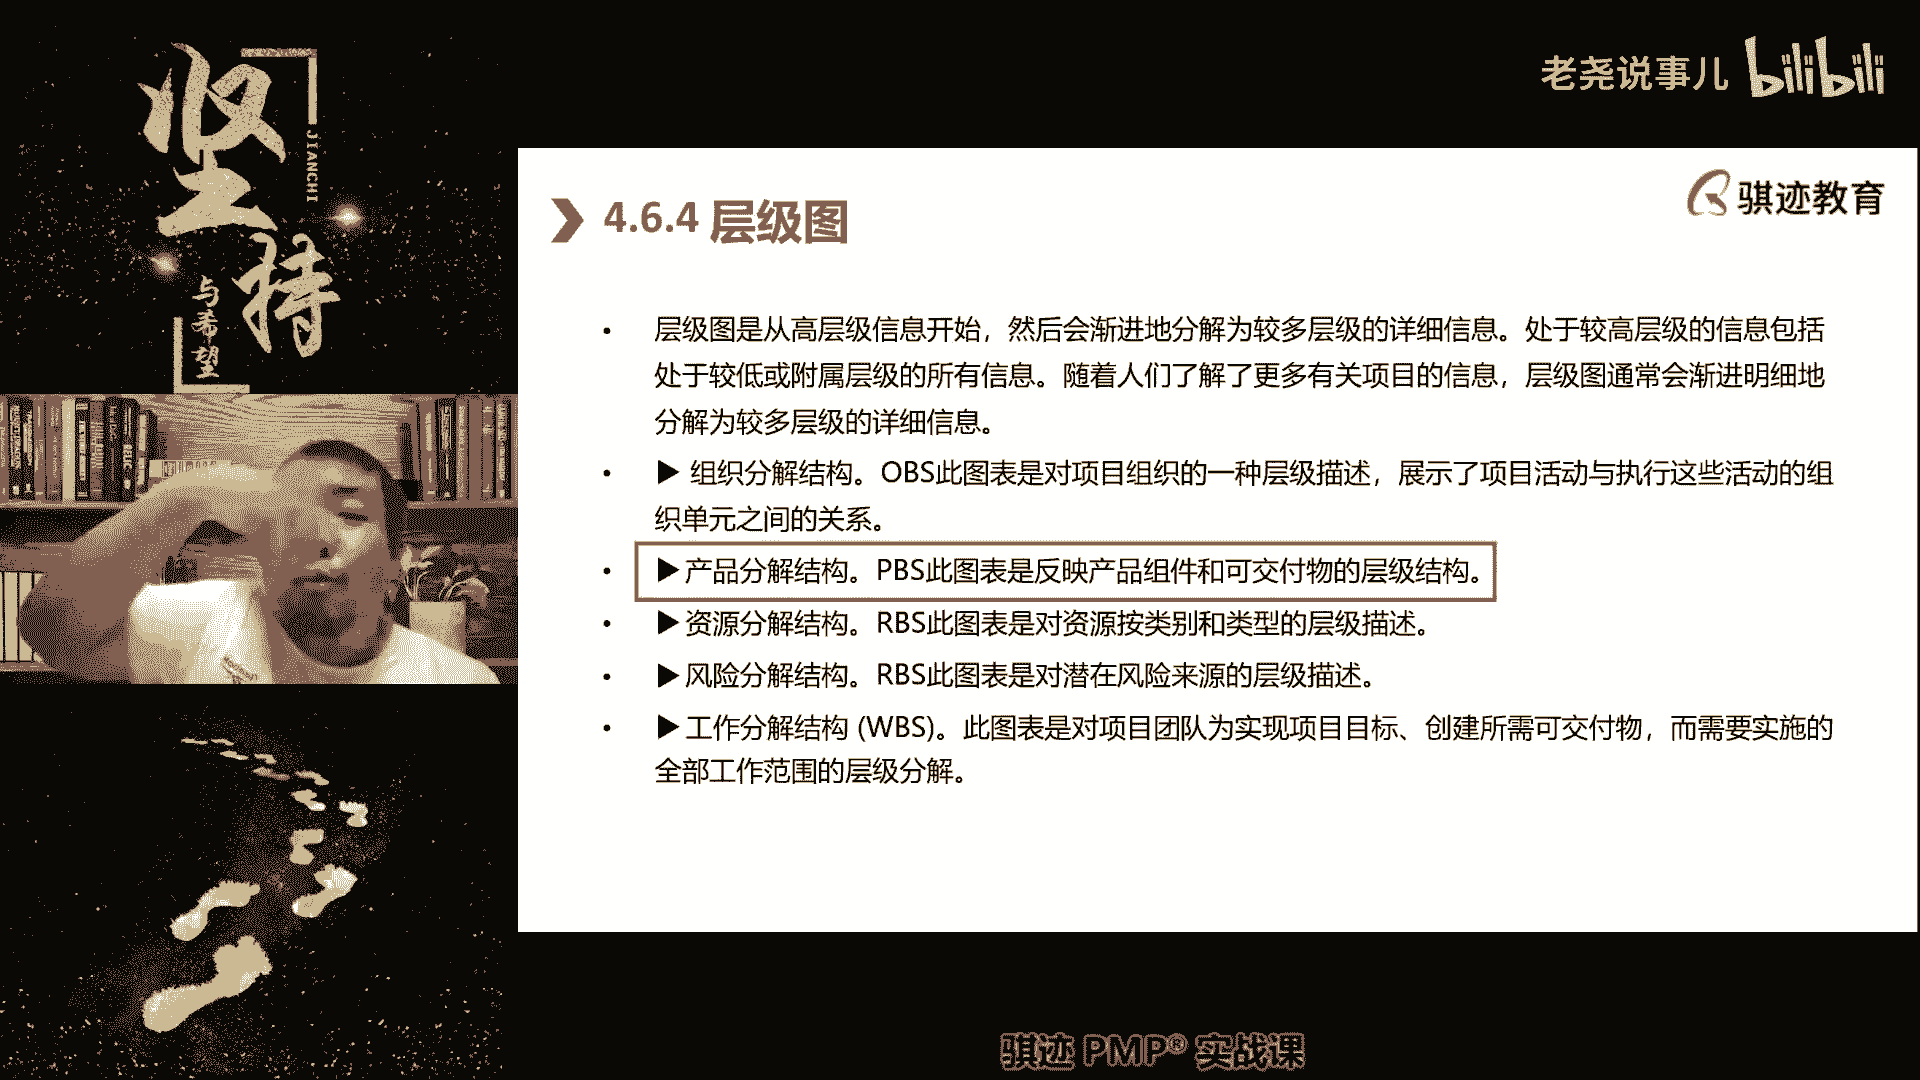 坚持
JIANCHI
与希望
老尧说事儿 bilibili
骐迹教育
4.6.4 层级图
• 层级图是从高层级信息开始，然后会渐进地分解为较多层级的详细信息。处于较高层级的信息包括
处于较低或附属层级的所有信息。随着人们了解了更多有关项目的信息，层级图通常会渐进明细地
分解为较多层级的详细信息。
• ▶ 组织分解结构。OBS此图表是对项目组织的一种层级描述，展示了项目活动与执行这些活动的组
织单元之间的关系。
• ▶产品分解结构。PBS此图表是反映产品组件和可交付物的层级结构。
• ▶资源分解结构。RBS此图表是对资源按类别和类型的层级描述。
• ▶风险分解结构。RBS此图表是对潜在风险来源的层级描述。
• ▶工作分解结构 (WBS)。此图表是对项目团队为实现项目目标、创建所需可交付物，而需要实施的
全部工作范围的层级分解。
骐迹 PMP® 实战课